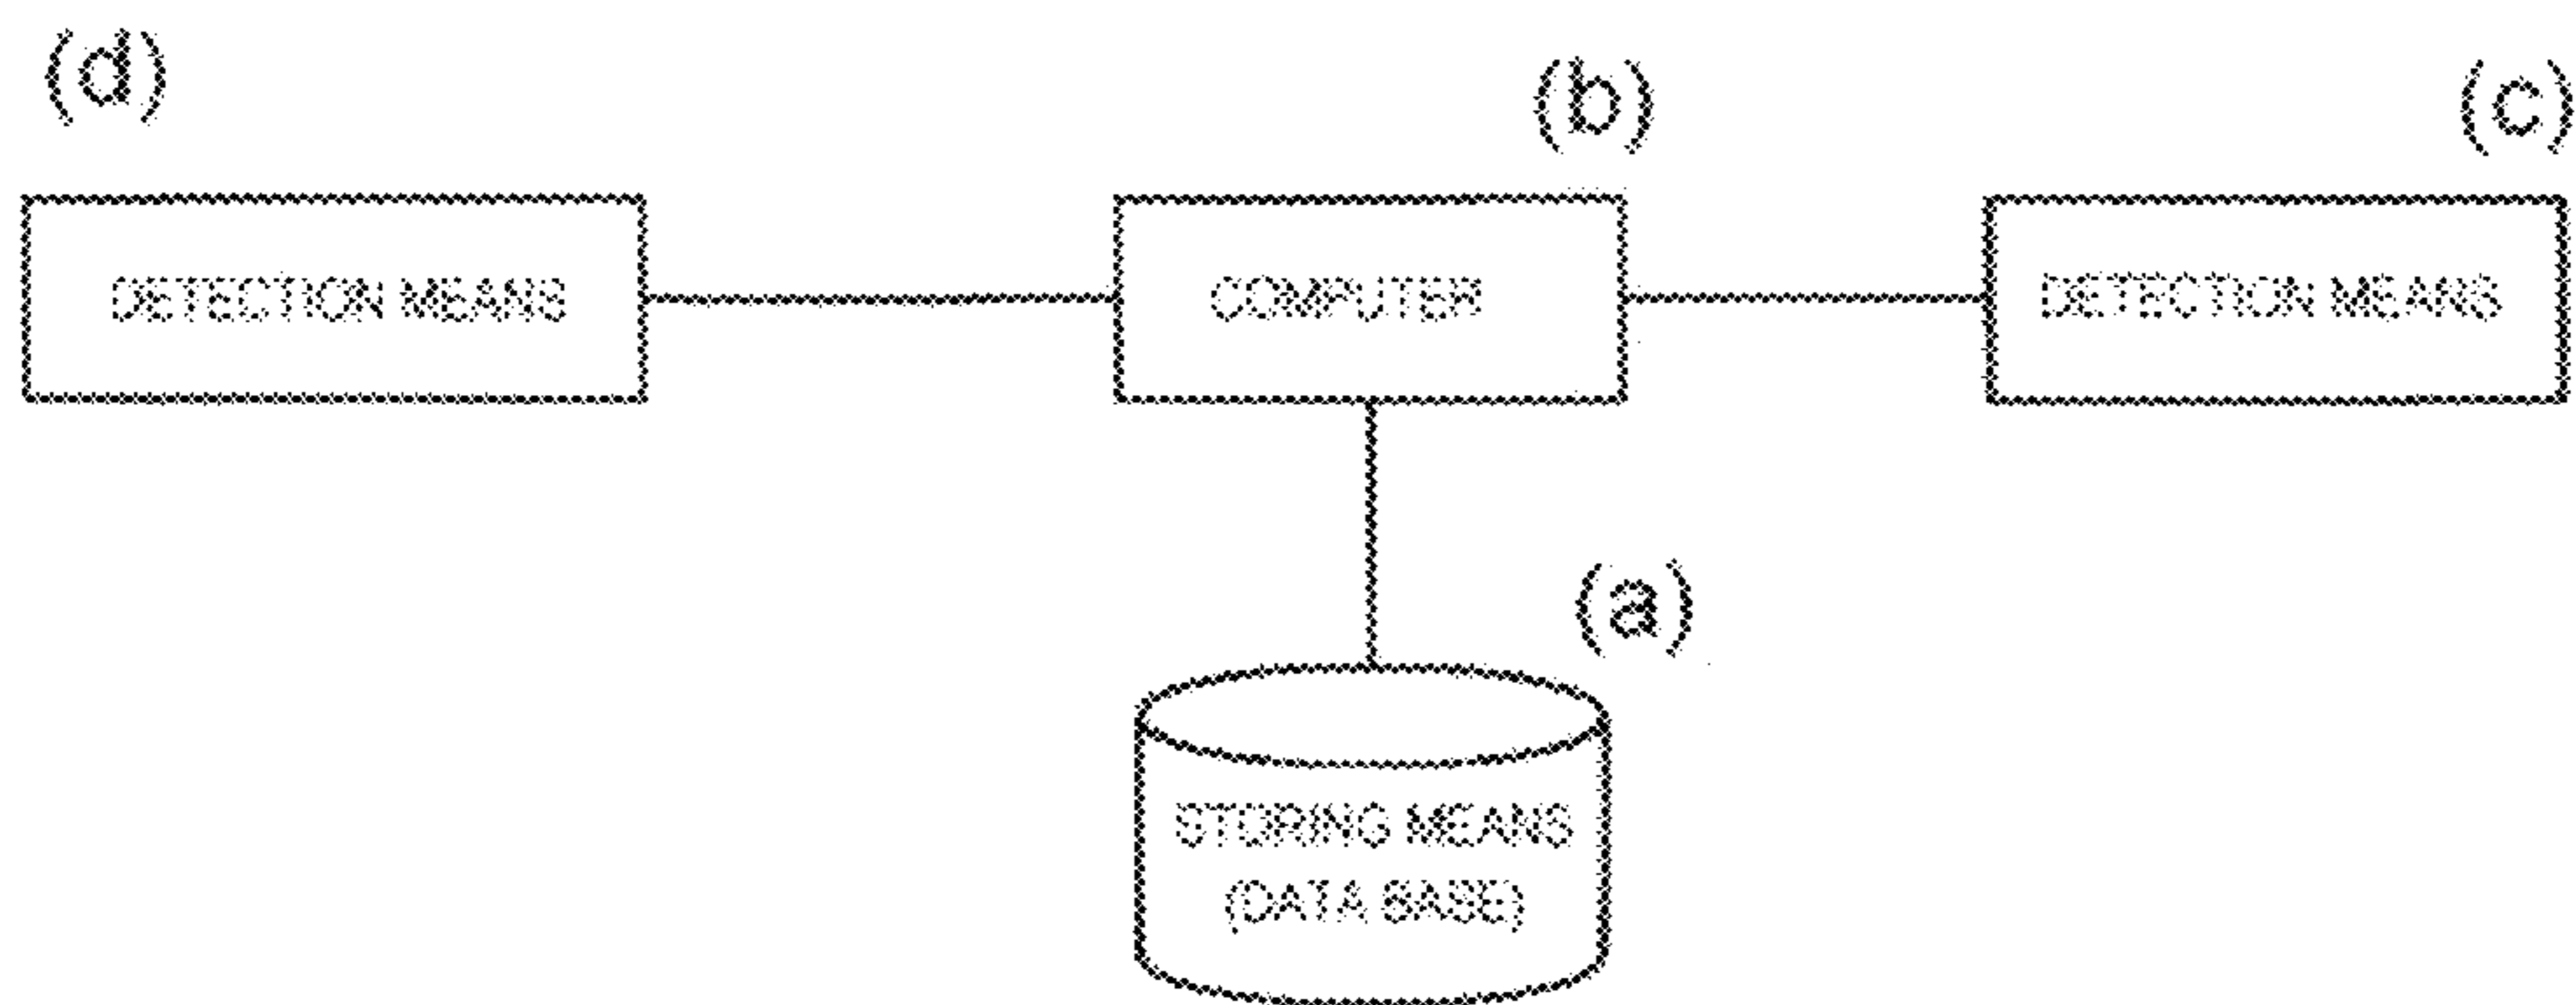 (d)
(b)
(c)
DETECTION MEANS
COMPUTER
DETECTION MEANS
(a)
STORING MEANS
(DATA BASE)